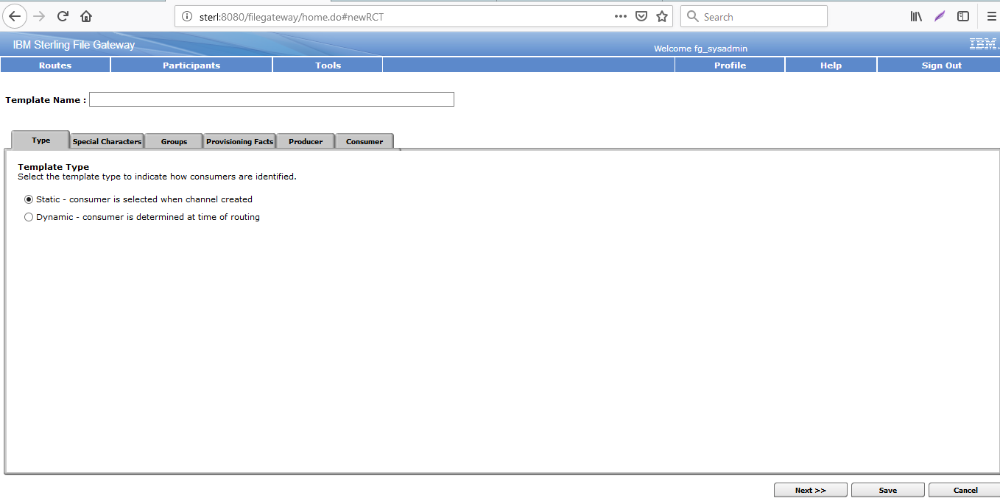 sterl:8080/filegateway/home.do#newRCT
Search
IBM Sterling File Gateway
Welcome fg_sysadmin
IBM.
Routes Participants Tools Profile Help Sign Out
Template Name :
Type Special Characters Groups Provisioning Facts Producer Consumer
Template Type
Select the template type to indicate how consumers are identified.
Static - consumer is selected when channel created
Dynamic - consumer is determined at time of routing
Next >> Save Cancel